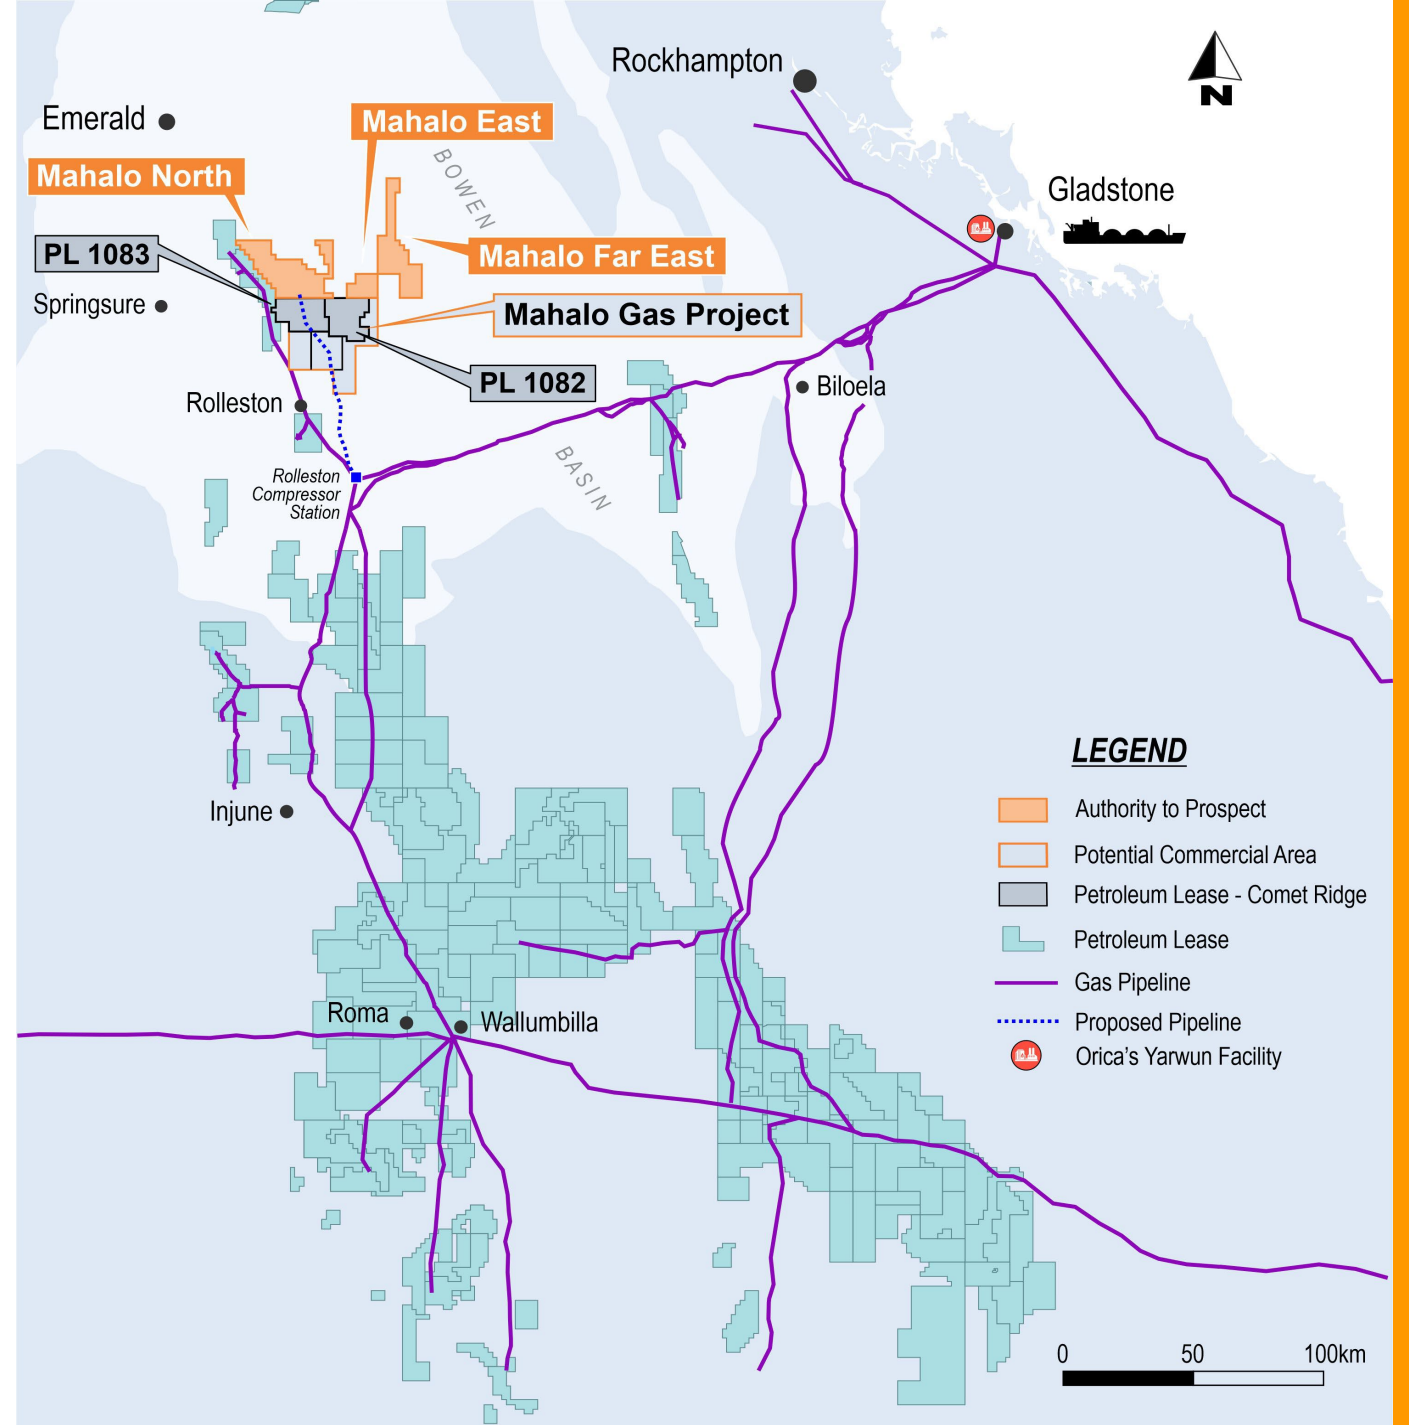 Rockhampton
Emerald
Mahalo East
BOWEN
Mahalo North
Gladstone
N
PL 1083
Mahalo Far East
Springsure
Mahalo Gas Project
PL 1082
Biloela
Rolleston
BASIN
Rolleston
Compressor
Station
Injune
Roma
Wallumbilla
LEGEND
Authority to Prospect
Potential Commercial Area
Petroleum Lease - Comet Ridge
Petroleum Lease
Gas Pipeline
Proposed Pipeline
Orica's Yarwun Facility
0 50 100km